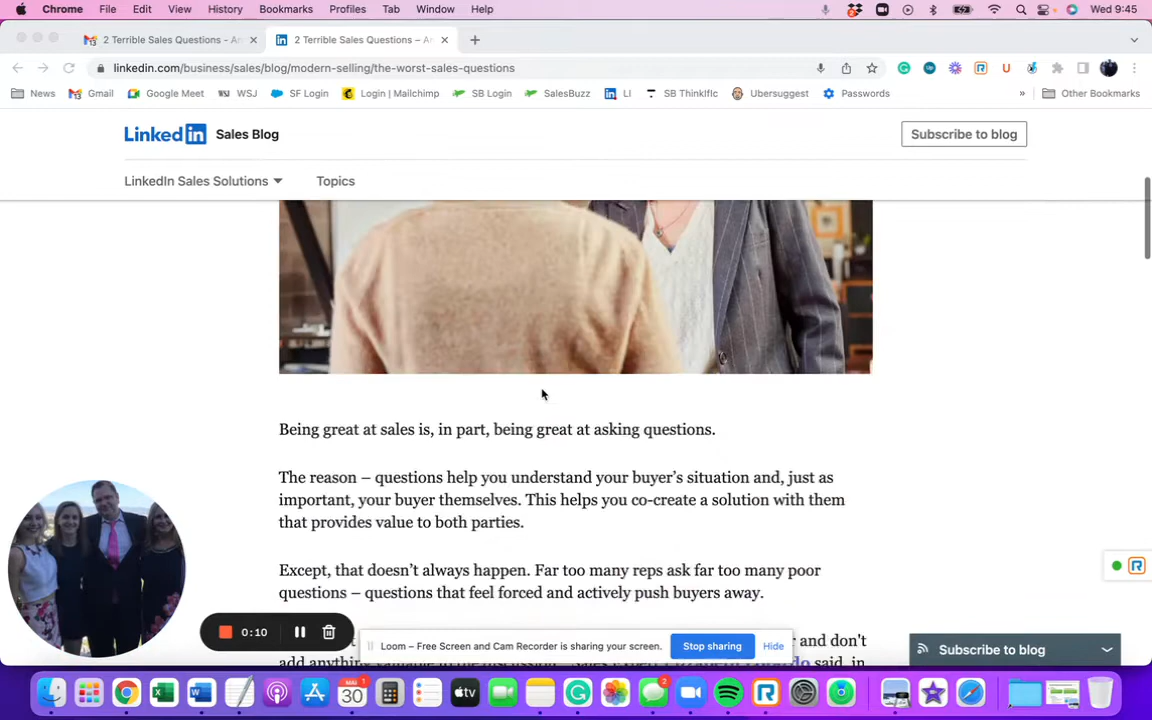 Chrome File Edit View History Bookmarks Profiles Tab Window Help Wed 9:45
2 Terrible Sales Questions - A
2 Terrible Sales Questions – A
linkedin.com/business/sales/blog/modern-selling/the-worst-sales-questions
News Gmail Google Meet WSJ SF Login Login | Mailchimp SB Login SalesBuzz LI SB Thinkific Ubersuggest Passwords » Other Bookmarks
Linked in Sales Blog
Subscribe to blog
LinkedIn Sales Solutions Topics
Being great at sales is, in part, being great at asking questions.
The reason – questions help you understand your buyer’s situation and, just as
important, your buyer themselves. This helps you co-create a solution with them
that provides value to both parties.
Except, that doesn’t always happen. Far too many reps ask far too many poor
questions – questions that feel forced and actively push buyers away.
0:10
Loom – Free Screen and Cam Recorder is sharing your screen. Stop sharing Hide
and don't
said, in
Subscribe to blog
30